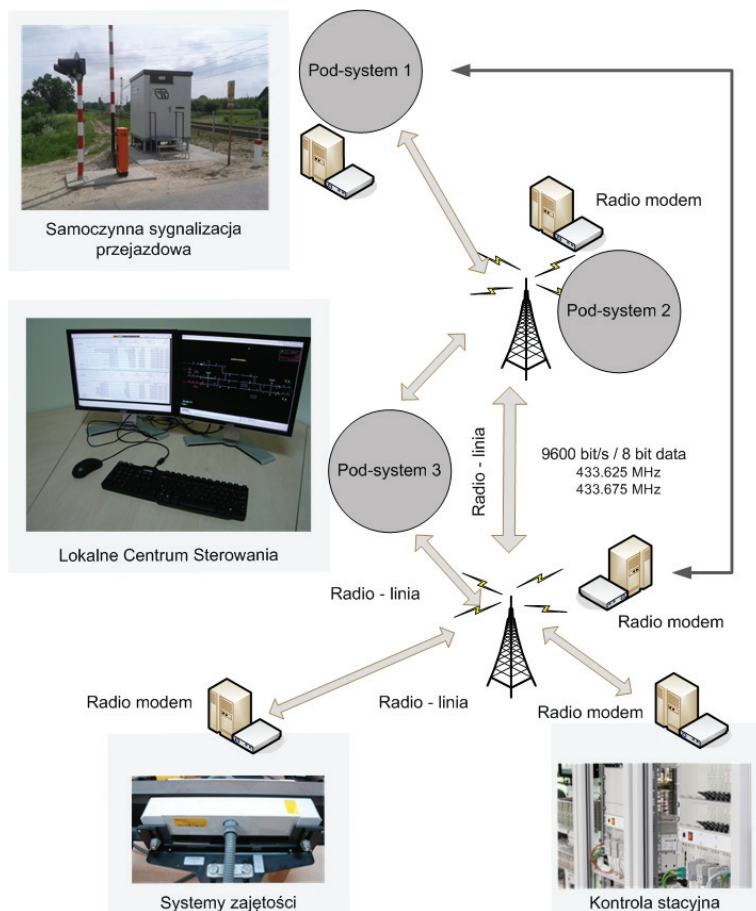 Pod-system 1
Radio modem
Samoczynna sygnalizacja
przejazdowa
Pod-system 2
Radio - linia
9600 bit/s / 8 bit data
433.625 MHz
433.675 MHz
Pod-system 3
Lokalne Centrum Sterowania
Radio - linia
Radio modem
Radio modem
Radio - linia
Radio modem
Systemy zajętości
Kontrola stacyjna